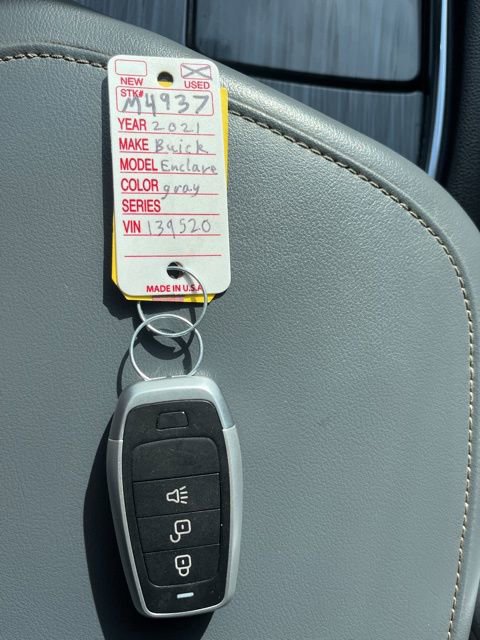 NEW USED
STK# M4937
YEAR 2021
MAKE Buick
MODEL Enclave
COLOR gray
SERIES
VIN 139520
MADE IN U.S.A